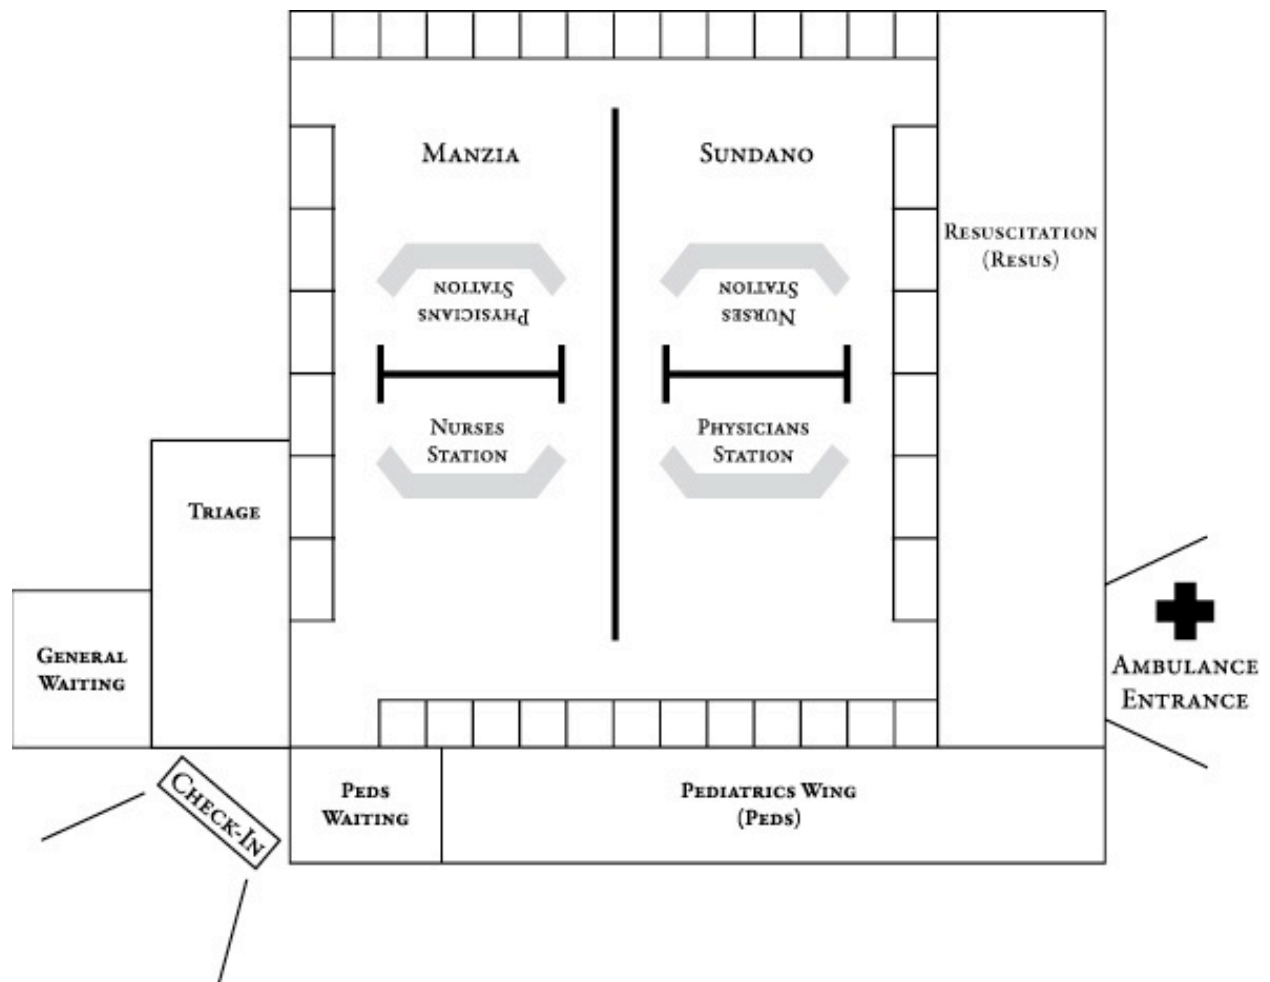 Manzia
Sundano
Resuscitation
(Resus)
Physicians
Station
Nurses
Station
Nurses
Station
Physicians
Station
Triage
General
Waiting
Ambulance
Entrance
Check-In
Peds
Waiting
Pediatrics Wing
(Peds)